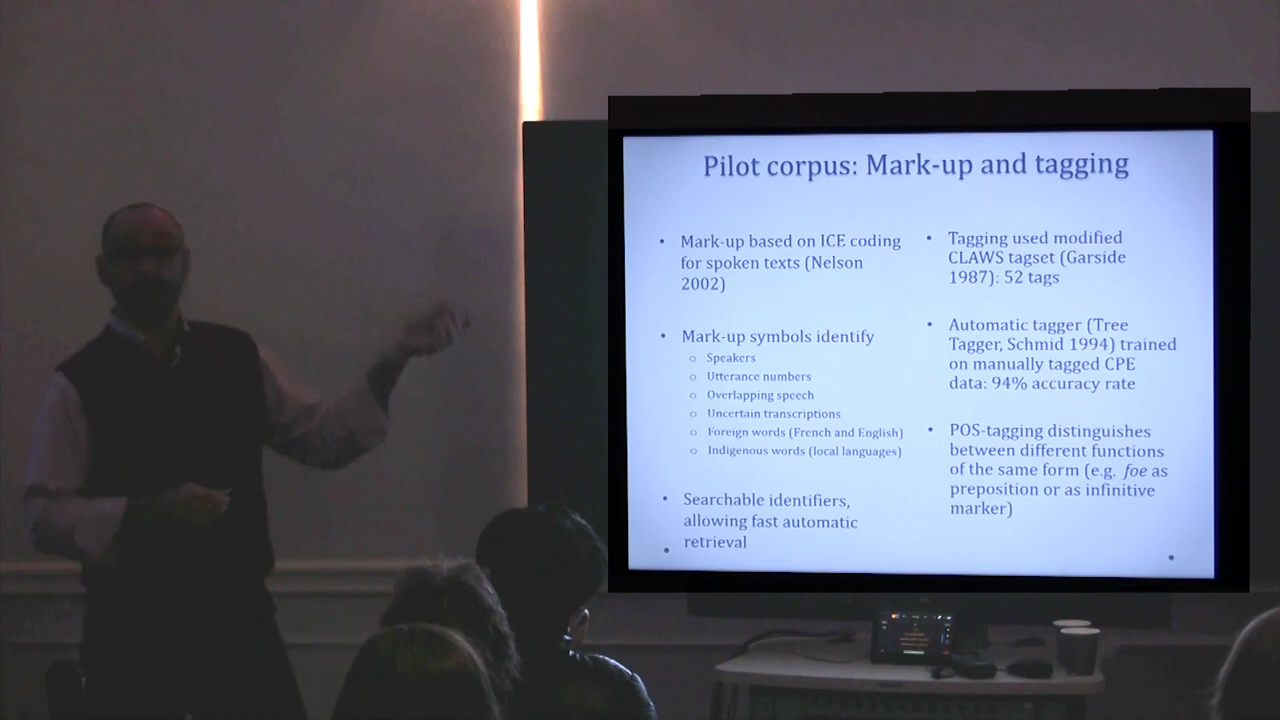 Pilot corpus: Mark-up and tagging
• Mark-up based on ICE coding
for spoken texts (Nelson
2002)
• Mark-up symbols identify
o Speakers
o Utterance numbers
o Overlapping speech
o Uncertain transcriptions
o Foreign words (French and English)
o Indigenous words (local languages)
• Searchable identifiers,
allowing fast automatic
retrieval
•
• Tagging used modified
CLAWS tagset (Garside
1987): 52 tags
• Automatic tagger (Tree
Tagger, Schmid 1994) trained
on manually tagged CPE
data: 94% accuracy rate
• POS-tagging distinguishes
between different functions
of the same form (e.g. foe as
preposition or as infinitive
marker)
•